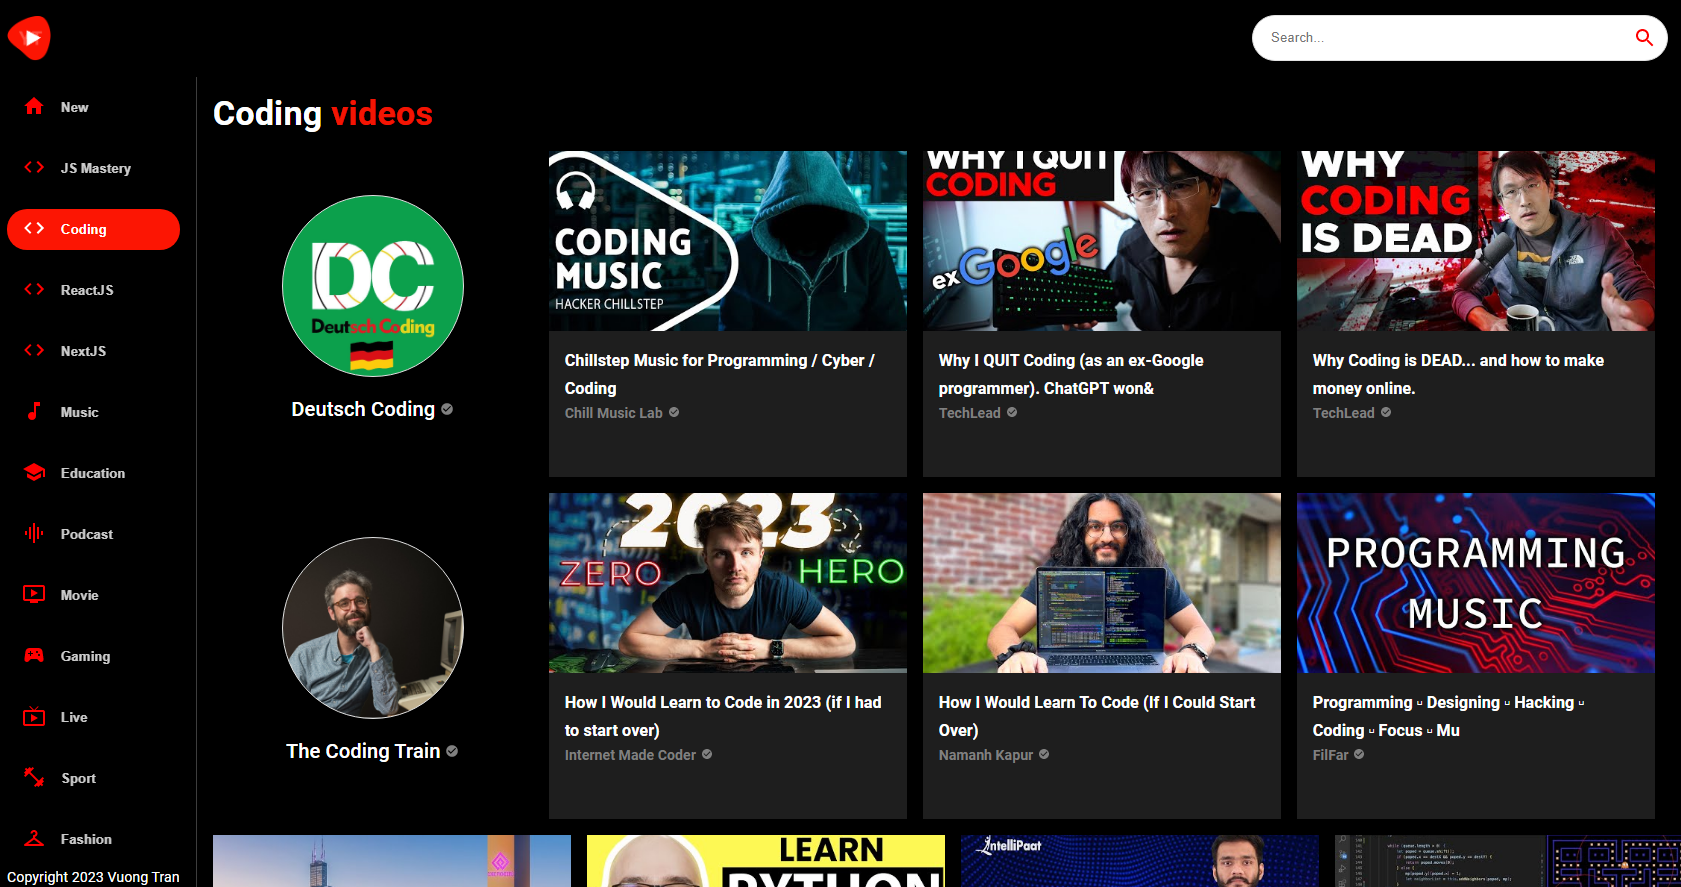 Search...
New
JS Mastery
Coding
ReactJS
NextJS
Music
Education
Podcast
Movie
Gaming
Live
Sport
Fashion
Copyright 2023 Vuong Tran
Coding videos
DC
Deutsch Coding
Deutsch Coding
CODING
MUSIC
HACKER CHILLSTEP
Chillstep Music for Programming / Cyber /
Coding
Chill Music Lab
WHY I QUIT
CODING
exGoogle
Why I QUIT Coding (as an ex-Google
programmer). ChatGPT won&
TechLead
WHY
CODING
IS DEAD
Why Coding is DEAD... and how to make
money online.
TechLead
The Coding Train
2023
ZERO HERO
How I Would Learn to Code in 2023 (if I had
to start over)
Internet Made Coder
How I Would Learn To Code (If I Could Start
Over)
Namanh Kapur
PROGRAMMING
MUSIC
Programming ▫ Designing ▫ Hacking ▫
Coding ▫ Focus ▫ Mu
FilFar
LEARN
PYTHON
IntelliPaat